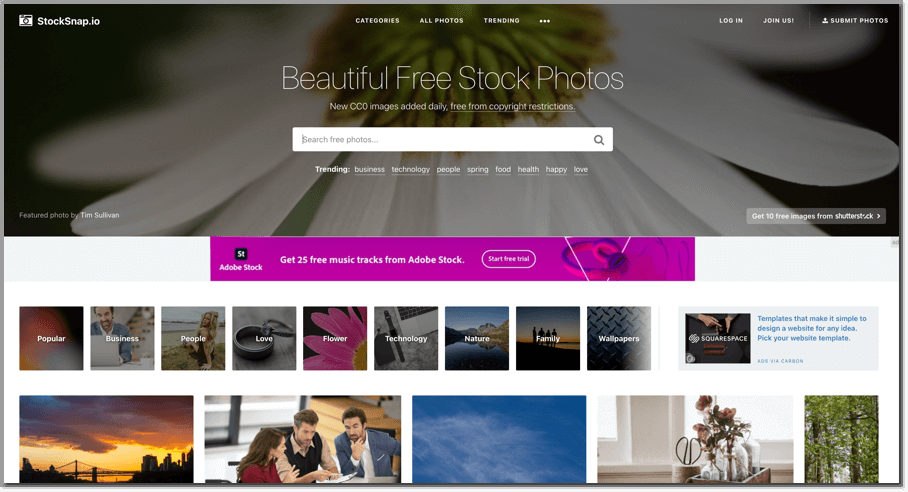 StockSnap.io
CATEGORIES
ALL PHOTOS
TRENDING
•••
LOG IN
JOIN US!
SUBMIT PHOTOS
Beautiful Free Stock Photos
New CC0 images added daily, free from copyright restrictions.
Search free photos...
Trending: business technology people spring food health happy love
Featured photo by Tim Sullivan
Get 10 free images from shutterstock >
ad
St
Adobe Stock
Get 25 free music tracks from Adobe Stock.
Start free trial
Popular
Business
People
Love
Flower
Technology
Nature
Family
Wallpapers
SQUARESPACE
Templates that make it simple to
design a website for any idea.
Pick your website template.
ADS VIA CARBON